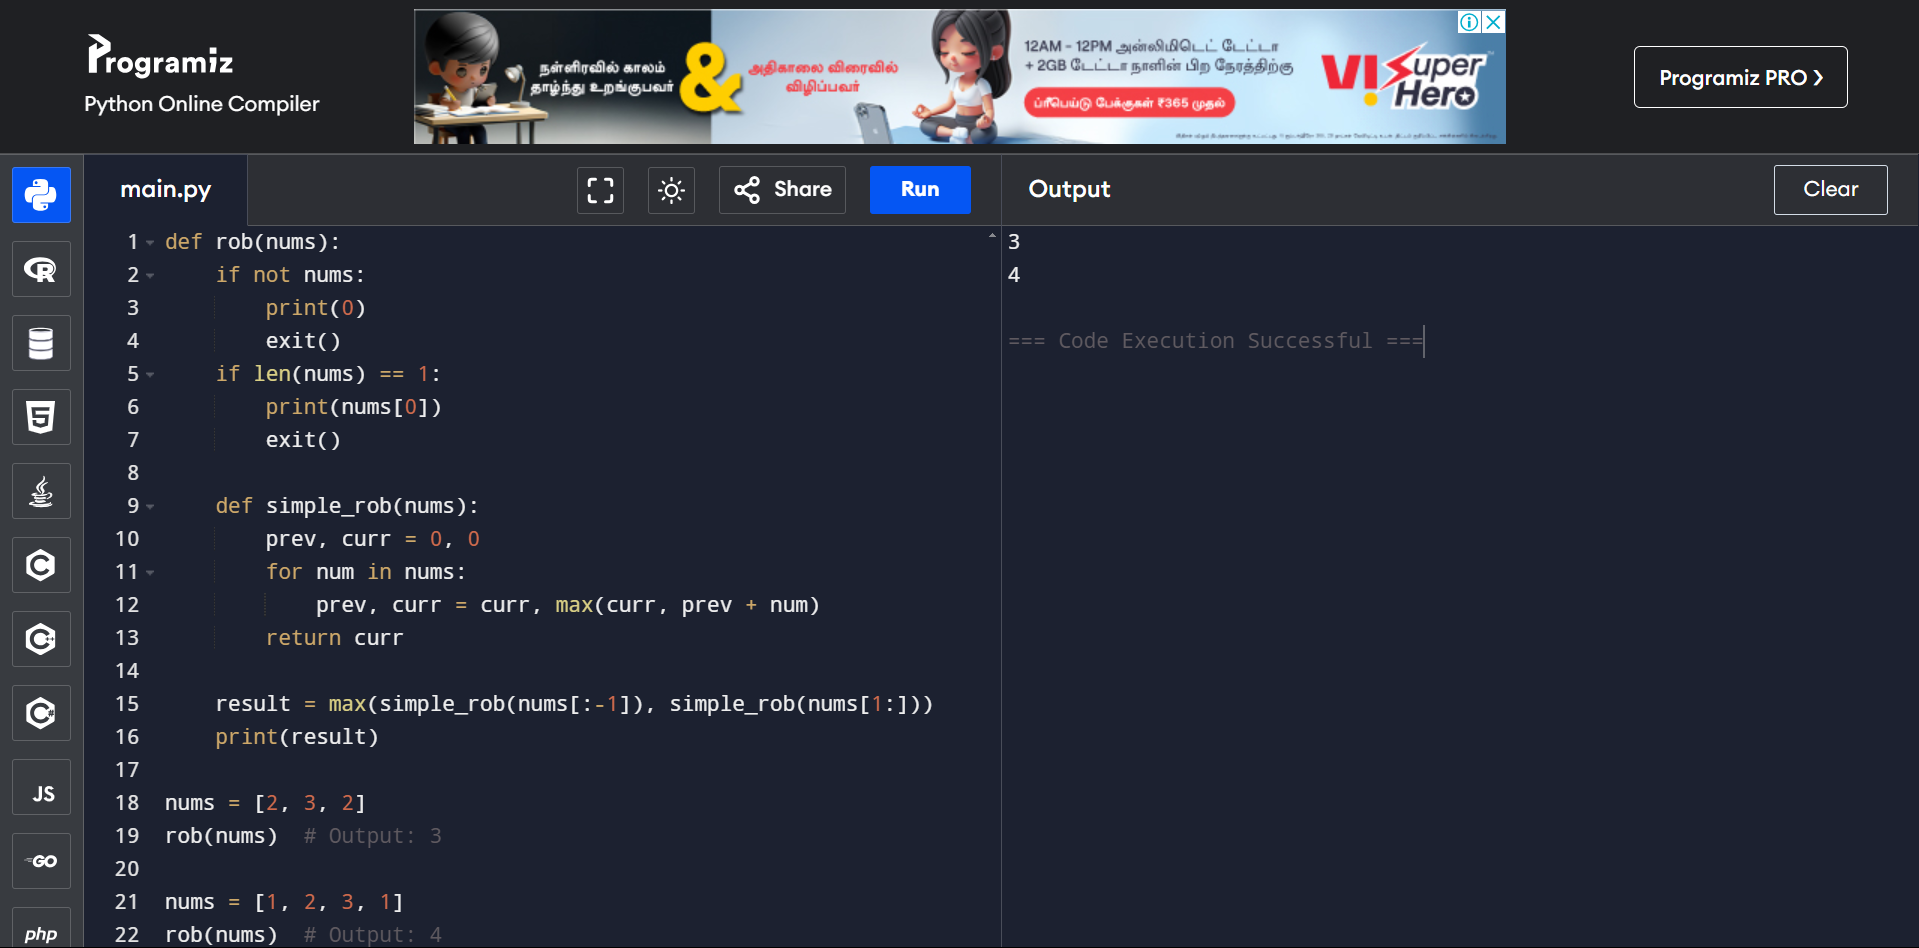 Programiz
Python Online Compiler
நள்ளிரவில் காலம்
தாழ்ந்து உறங்குபவர்
&
அதிகாலை விரைவில்
விழிப்பவர்
12AM - 12PM அன்லிமிடெட் டேட்டா
+ 2GB டேட்டா நாளின் பிற நேரத்திற்கு
ப்ரீபெய்டு பேக்குகள் ₹365 முதல்
VI Super
Hero
Programiz PRO ❯
main.py
Share
Run
Output
Clear
1 def rob(nums):
2     if not nums:
3         print(0)
4         exit()
5     if len(nums) == 1:
6         print(nums[0])
7         exit()
8
9     def simple_rob(nums):
10         prev, curr = 0, 0
11         for num in nums:
12             prev, curr = curr, max(curr, prev + num)
13         return curr
14
15     result = max(simple_rob(nums[:-1]), simple_rob(nums[1:]))
16     print(result)
17
18 nums = [2, 3, 2]
19 rob(nums)  # Output: 3
20
21 nums = [1, 2, 3, 1]
22 rob(nums)  # Output: 4
3
4
=== Code Execution Successful ===
R
5
C
C++
C#
JS
GO
php